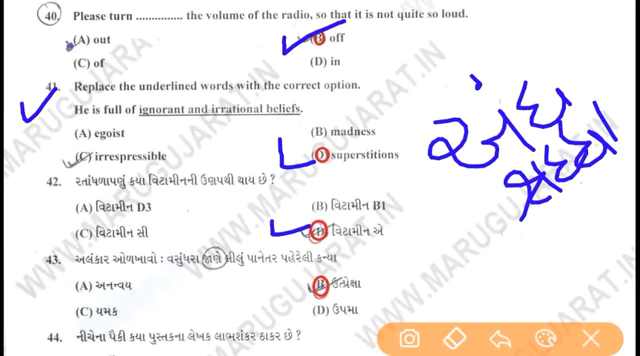 40. Please turn ............... the volume of the radio, so that it is not quite so loud.
(A) out (B) off
(C) of (D) in
41. Replace the underlined words with the correct option.
He is full of ignorant and irrational beliefs.
(A) egoist (B) madness
(C) irrespressible (D) superstitions
42. રતાંધળાપણું કયા વિટામીનની ઉણપથી થાય છે ?
(A) વિટામીન D3 (B) વિટામીન B1
(C) વિટામીન સી (D) વિટામીન એ
43. અલંકાર ઓળખાવો : વસુંધરા જાણે લીલું પાનેતર પહેરેલી કન્યા
(A) અનન્વય (B) ઉત્પ્રેક્ષા
(C) યમક (D) ઉપમા
44. નીચેના પૈકી કયા પુસ્તકના લેખક લાભશંકર ઠાકર છે ?
WWW.MARUGUJARAT.IN